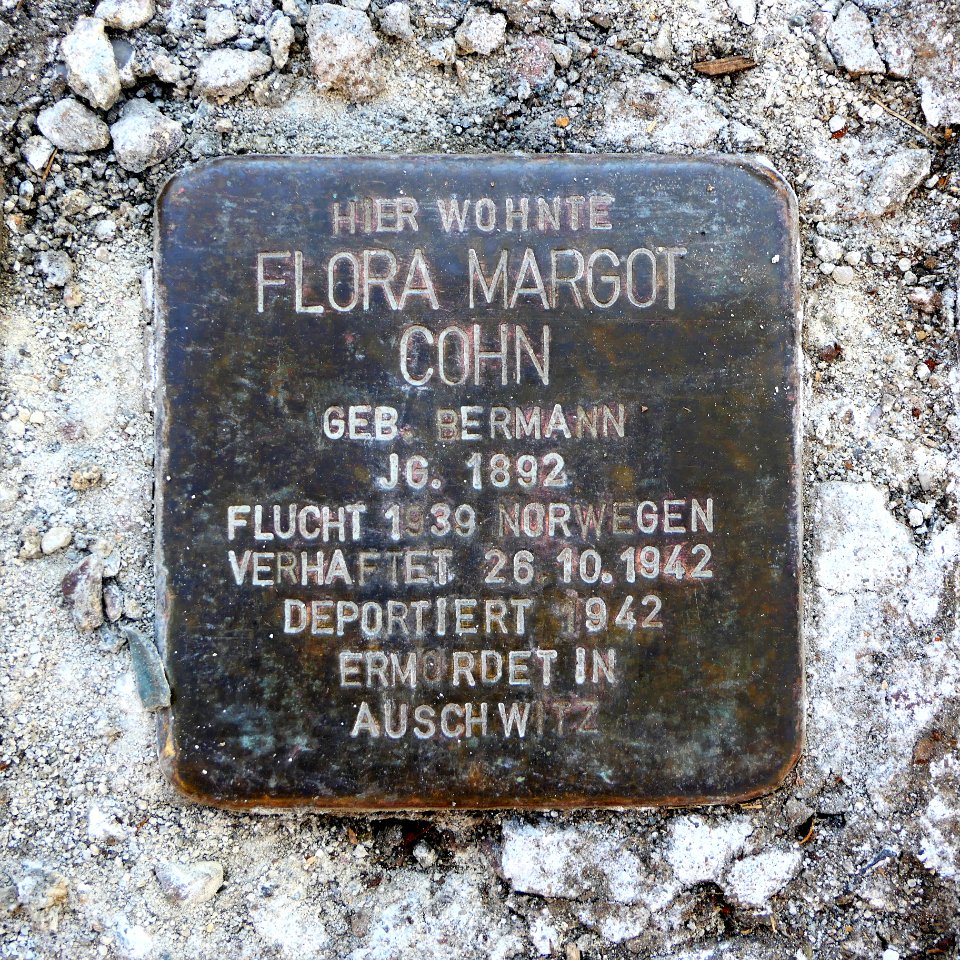 HIER WOHNTE
FLORA MARGOT
COHN
GEB. BERMANN
JG. 1892
FLUCHT 1939 NORWEGEN
VERHAFTET 26.10.1942
DEPORTIERT 1942
ERMORDET IN
AUSCHWITZ